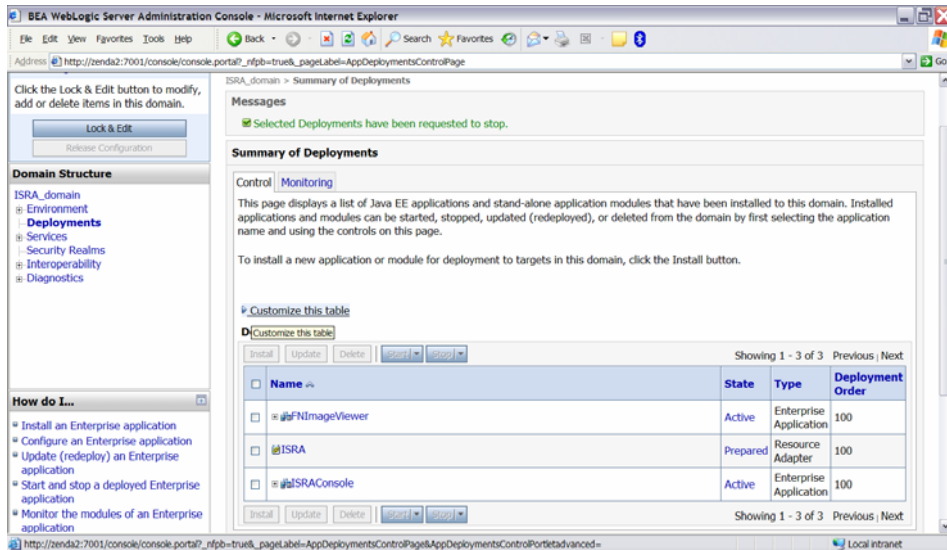 BEA WebLogic Server Administration Console - Microsoft Internet Explorer
File Edit View Favorites Tools Help
Back Search Favorites
Address http://zenda2:7001/console/console.portal?_nfpb=true&_pageLabel=AppDeploymentsControlPage Go
Click the Lock & Edit button to modify,
add or delete items in this domain.
Lock & Edit
Release Configuration
Domain Structure
ISRA_domain
Environment
Deployments
Services
Security Realms
Interoperability
Diagnostics
How do I...
Install an Enterprise application
Configure an Enterprise application
Update (redeploy) an Enterprise
application
Start and stop a deployed Enterprise
application
Monitor the modules of an Enterprise
application
ISRA_domain > Summary of Deployments
Messages
Selected Deployments have been requested to stop.
Summary of Deployments
Control Monitoring
This page displays a list of Java EE applications and stand-alone application modules that have been installed to this domain. Installed
applications and modules can be started, stopped, updated (redeployed), or deleted from the domain by first selecting the application
name and using the controls on this page.
To install a new application or module for deployment to targets in this domain, click the Install button.
Customize this table
Customize this table
Install Update Delete Start Stop Showing 1 - 3 of 3 Previous | Next
Name State Type Deployment
Order
FNImageViewer Active Enterprise
Application 100
ISRA Prepared Resource
Adapter 100
ISRAConsole Active Enterprise
Application 100
Install Update Delete Start Stop Showing 1 - 3 of 3 Previous | Next
http://zenda2:7001/console/console.portal?_nfpb=true&_pageLabel=AppDeploymentsControlPage&AppDeploymentsControlPortletadvanced= Local intranet